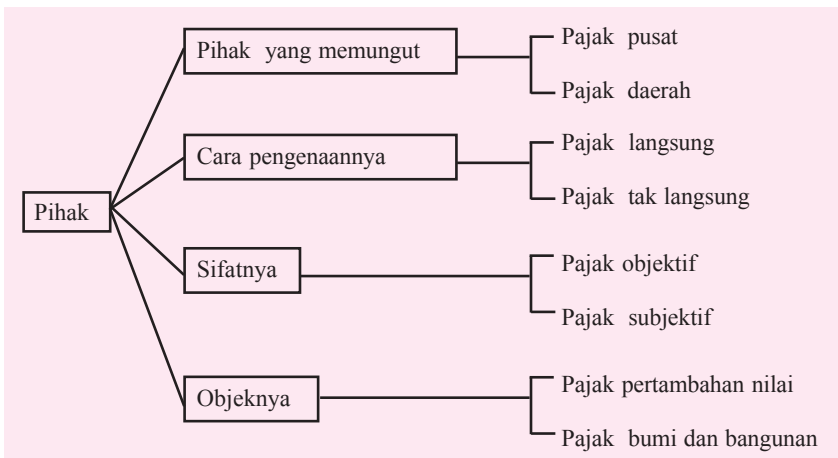 Pihak
Pihak yang memungut
Pajak pusat
Pajak daerah
Cara pengenaannya
Pajak langsung
Pajak tak langsung
Sifatnya
Pajak objektif
Pajak subjektif
Objeknya
Pajak pertambahan nilai
Pajak bumi dan bangunan